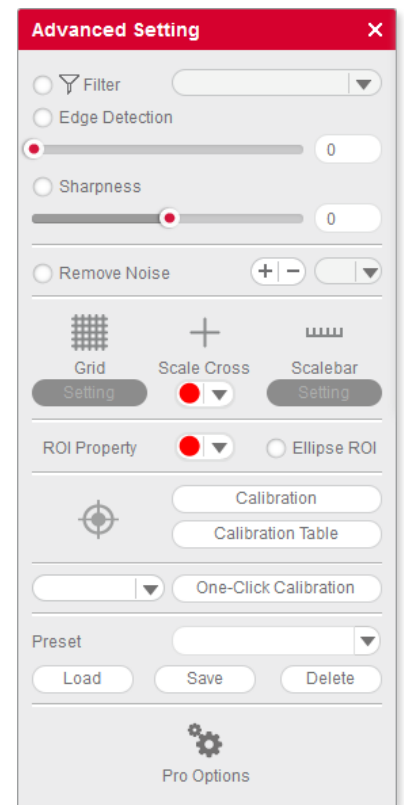 Advanced Setting
Filter
Edge Detection
0
Sharpness
0
Remove Noise
Grid Scale Cross Scalebar
Setting Setting
ROI Property Ellipse ROI
Calibration
Calibration Table
One-Click Calibration
Preset
Load Save Delete
Pro Options